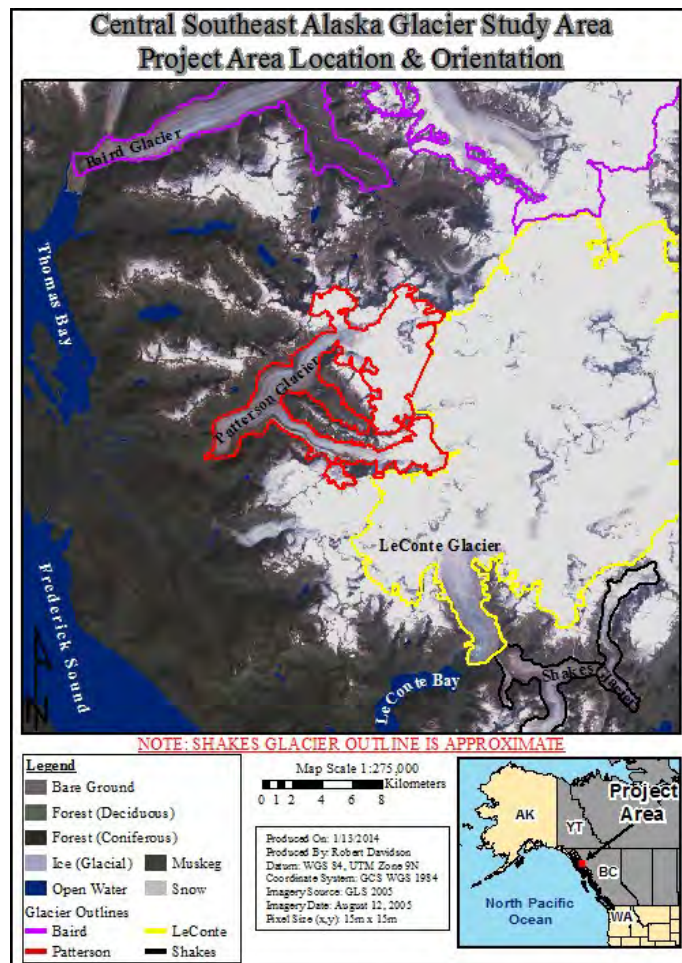 Central Southeast Alaska Glacier Study Area
Project Area Location & Orientation
Baird Glacier
Thomas Bay
Patterson Glacier
LeConte Glacier
Frederick Sound
LeConte Bay
Shakes Glacier
N
NOTE: SHAKES GLACIER OUTLINE IS APPROXIMATE
Legend
Bare Ground
Forest (Deciduous)
Forest (Coniferous)
Ice (Glacial)
Muskeg
Open Water
Snow
Glacier Outlines
Baird
LeConte
Patterson
Shakes
Map Scale 1:275,000
Kilometers
0 1 2 4 6 8
Produced On: 1/13/2014
Produced By: Robert Davidson
Datum: WGS 84, UTM Zone 9N
Coordinate System: GCS WGS 1984
Imagery Source: GLS 2005
Imagery Date: August 12, 2005
Pixel Size (x,y): 15m x 15m
Project
Area
AK
YT
BC
North Pacific
Ocean
WA